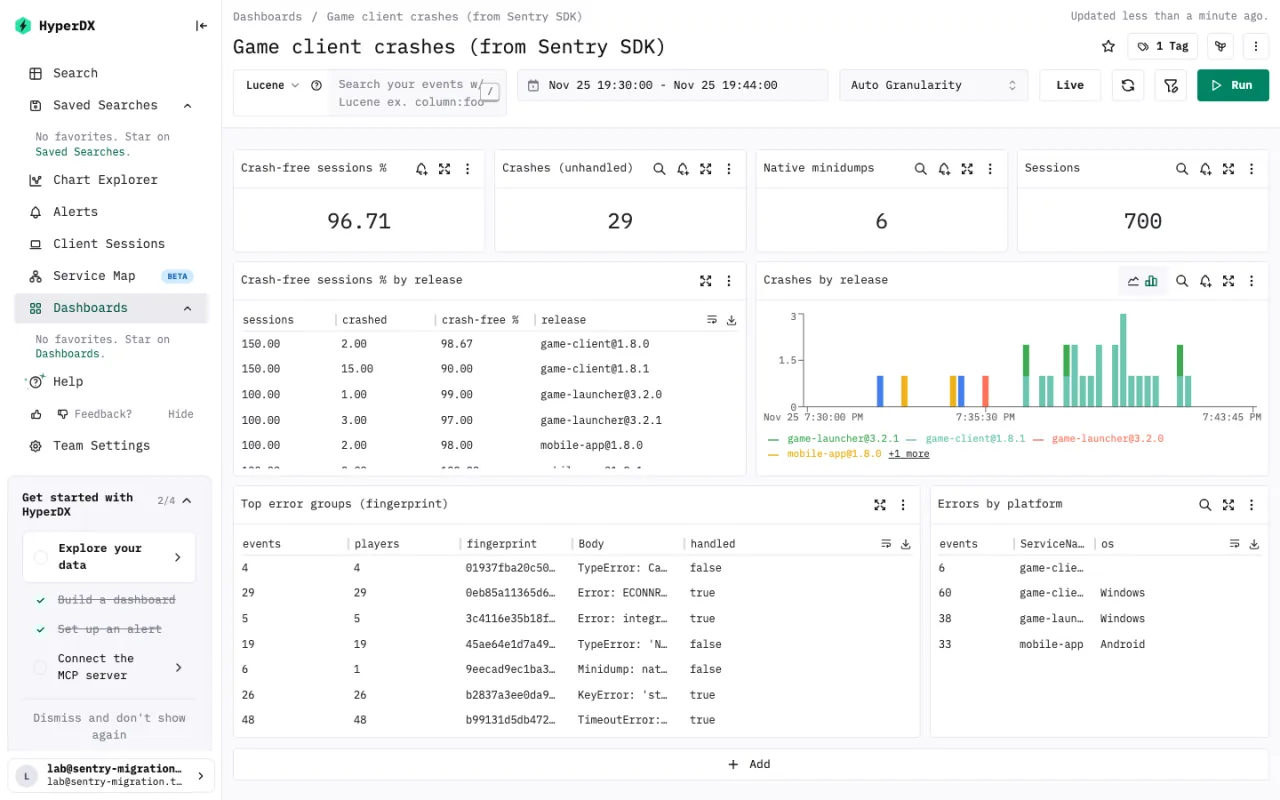 HyperDX
Search
Saved Searches
No favorites. Star on
Saved Searches.
Chart Explorer
Alerts
Client Sessions
Service Map BETA
Dashboards
No favorites. Star on
Dashboards.
Help
Feedback? Hide
Team Settings
Get started with
HyperDX
2/4
Explore your
data
Build a dashboard
Set up an alert
Connect the
MCP server
Dismiss and don't show
again
L
lab@sentry-migration…
lab@sentry-migration.t…
Dashboards / Game client crashes (from Sentry SDK)
Updated less than a minute ago.
Game client crashes (from Sentry SDK)
1 Tag
Lucene
Search your events w/
Lucene ex. column:foo
/
Nov 25 19:30:00 - Nov 25 19:44:00
Auto Granularity
Live
Run
Crash-free sessions %
96.71
Crashes (unhandled)
29
Native minidumps
6
Sessions
700
Crash-free sessions % by release
sessions crashed crash-free % release
150.00 2.00 98.67 game-client@1.8.0
150.00 15.00 90.00 game-client@1.8.1
100.00 1.00 99.00 game-launcher@3.2.0
100.00 3.00 97.00 game-launcher@3.2.1
100.00 2.00 98.00 mobile-app@1.8.0
Crashes by release
3
1.5
0
Nov 25 7:30:00 PM 7:35:30 PM 7:43:45 PM
game-launcher@3.2.1 game-client@1.8.1 game-launcher@3.2.0
mobile-app@1.8.0 +1 more
Top error groups (fingerprint)
events players fingerprint Body handled
4 4 01937fba20c50… TypeError: Ca… false
29 29 0eb85a11365d6… Error: ECONNR… true
5 5 3c4116e35b18f… Error: integr… true
19 19 45ae64e1d7a49… TypeError: 'N… false
6 1 9eecad9ec1ba3… Minidump: nat… false
26 26 b2837a3ee0da9… KeyError: 'st… true
48 48 b99131d5db472… TimeoutError:… true
Errors by platform
events ServiceNa… os
6 game-clie…
60 game-clie… Windows
38 game-laun… Windows
33 mobile-app Android
Add